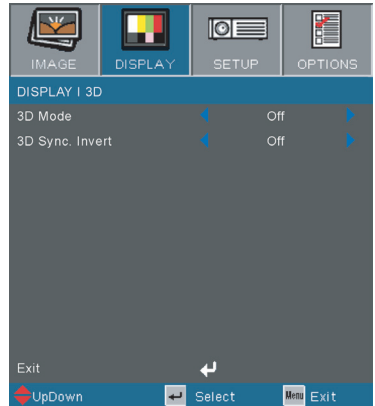 IMAGE DISPLAY SETUP OPTIONS
DISPLAY I 3D
3D Mode Off
3D Sync. Invert Off
Exit
UpDown Select Menu Exit